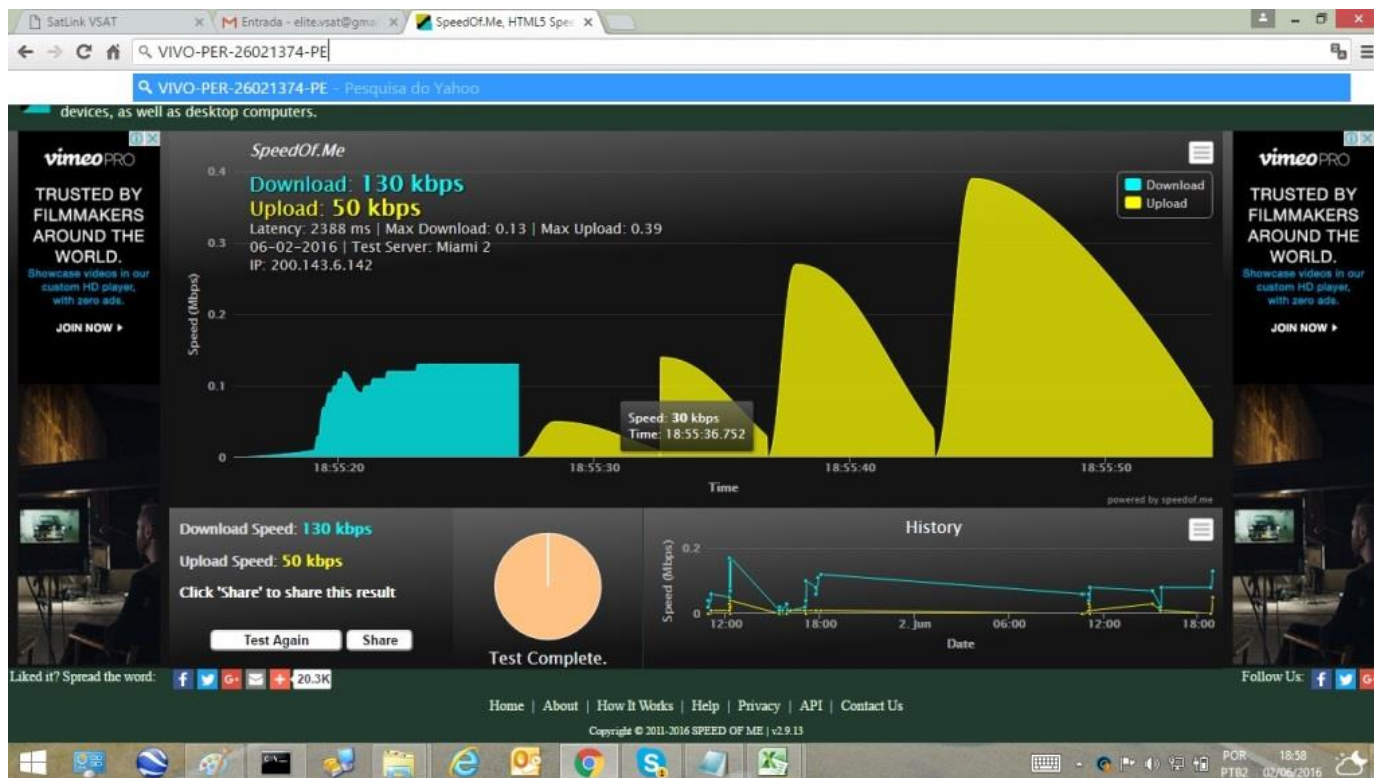 SatLink VSAT
Entrada - elite.vsat@gma
SpeedOf.Me, HTML5 Spee
VIVO-PER-26021374-PE
VIVO-PER-26021374-PE - Pesquisa do Yahoo
devices, as well as desktop computers.
vimeo PRO
TRUSTED BY
FILMMAKERS
AROUND THE
WORLD.
Showcase videos in our
custom HD player,
with zero ads.
JOIN NOW
SpeedOf.Me
Download: 130 kbps
Upload: 50 kbps
Latency: 2388 ms | Max Download: 0.13 | Max Upload: 0.39
06-02-2016 | Test Server: Miami 2
IP: 200.143.6.142
Download
Upload
Speed (Mbps)
0.4
0.3
0.2
0.1
0
Speed: 30 kbps
Time: 18:55:36.752
18:55:20 18:55:30 18:55:40 18:55:50
Time
powered by speedof.me
vimeo PRO
TRUSTED BY
FILMMAKERS
AROUND THE
WORLD.
Showcase videos in our
custom HD player,
with zero ads.
JOIN NOW
Download Speed: 130 kbps
Upload Speed: 50 kbps
Click 'Share' to share this result
Test Again Share
Test Complete.
History
Speed (Mbps)
0.2
0
12:00 18:00 2. Jun 06:00 12:00 18:00
Date
Liked it? Spread the word:
20.3K
Follow Us:
Home | About | How It Works | Help | Privacy | API | Contact Us
Copyright © 2011-2016 SPEED OF ME | v2.9.13
POR 18:58
PTB2 02/06/2016